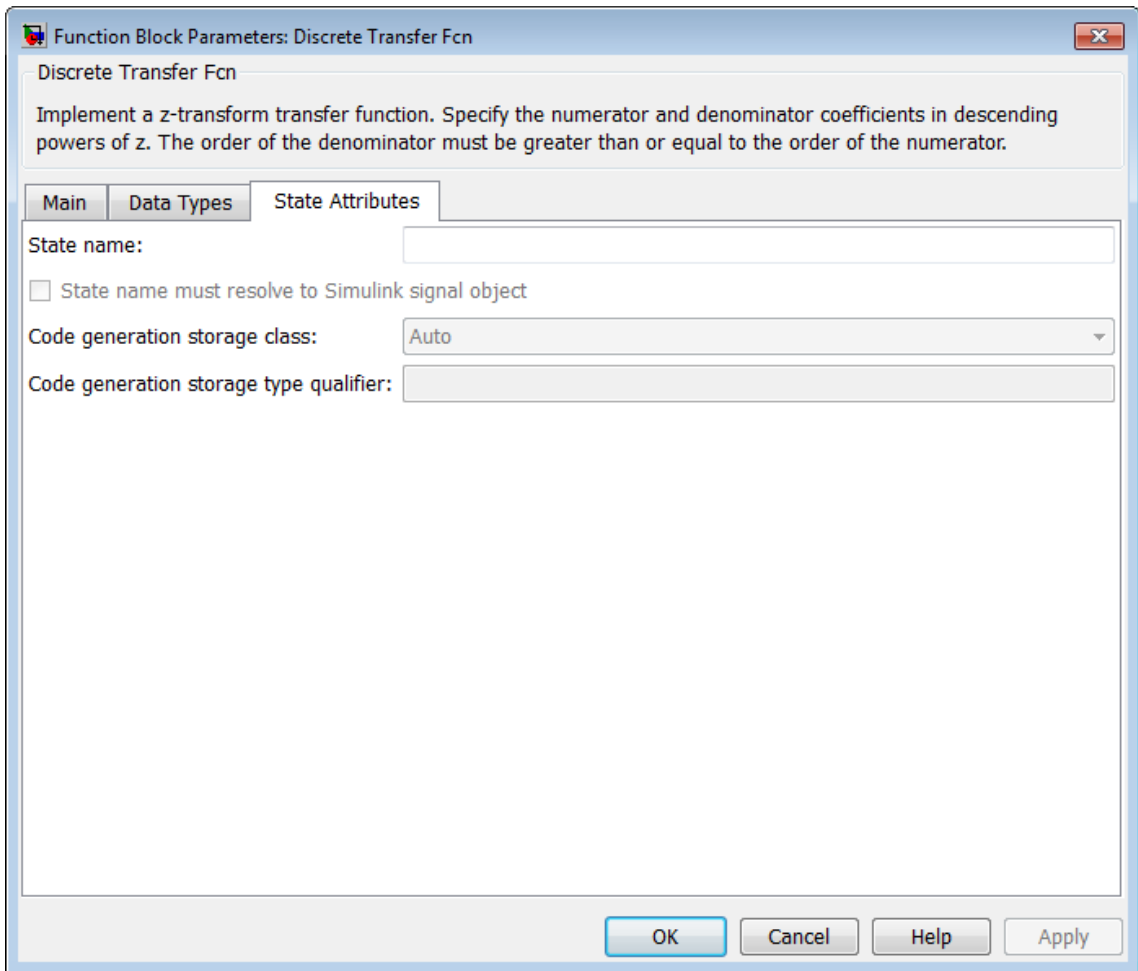 Function Block Parameters: Discrete Transfer Fcn
Discrete Transfer Fcn
Implement a z-transform transfer function. Specify the numerator and denominator coefficients in descending
powers of z. The order of the denominator must be greater than or equal to the order of the numerator.
Main Data Types State Attributes
State name:
State name must resolve to Simulink signal object
Code generation storage class: Auto
Code generation storage type qualifier:
OK Cancel Help Apply